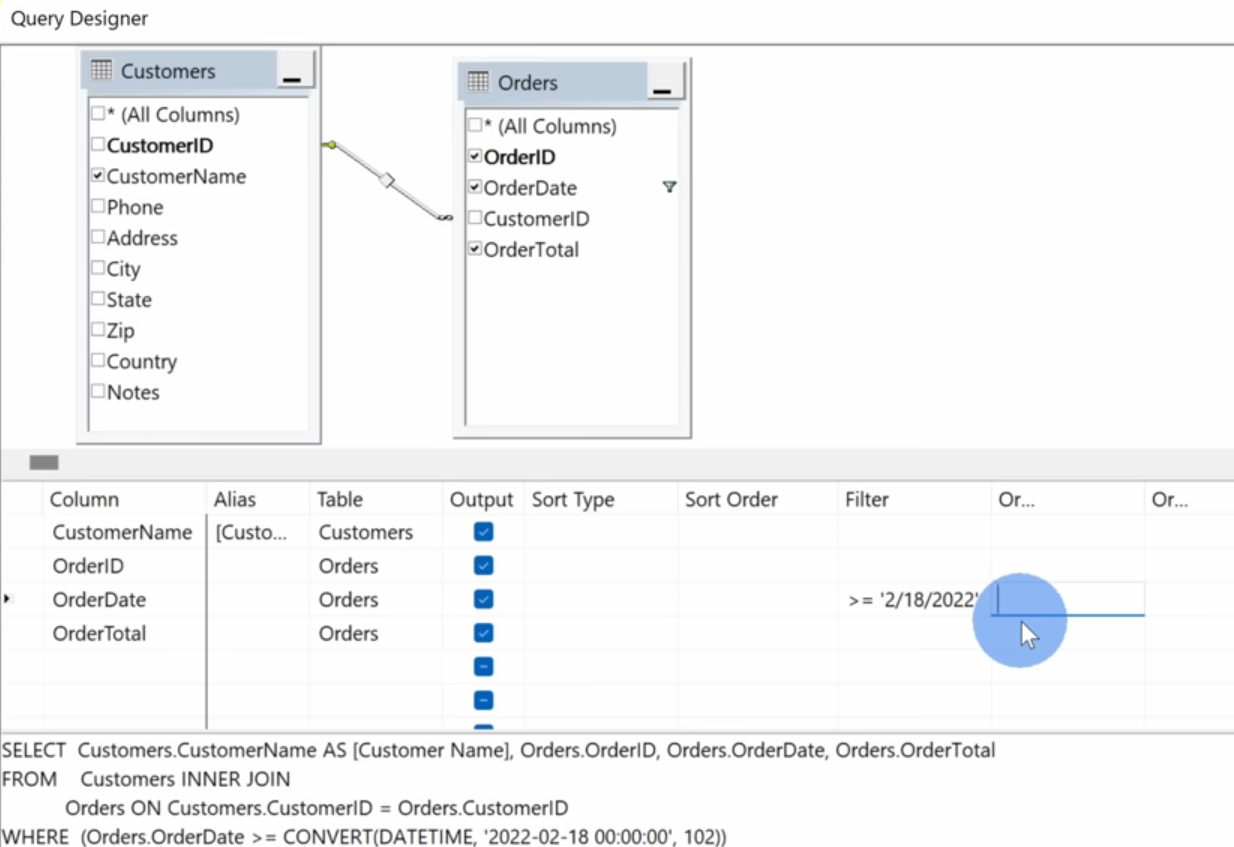 Query Designer
Customers
* (All Columns)
CustomerID
CustomerName
Phone
Address
City
State
Zip
Country
Notes
Orders
* (All Columns)
OrderID
OrderDate
CustomerID
OrderTotal
Column Alias Table Output Sort Type Sort Order Filter Or... Or...
CustomerName [Custo... Customers
OrderID Orders
OrderDate Orders >= '2/18/2022'
OrderTotal Orders
SELECT Customers.CustomerName AS [Customer Name], Orders.OrderID, Orders.OrderDate, Orders.OrderTotal
FROM Customers INNER JOIN
Orders ON Customers.CustomerID = Orders.CustomerID
WHERE (Orders.OrderDate >= CONVERT(DATETIME, '2022-02-18 00:00:00', 102))